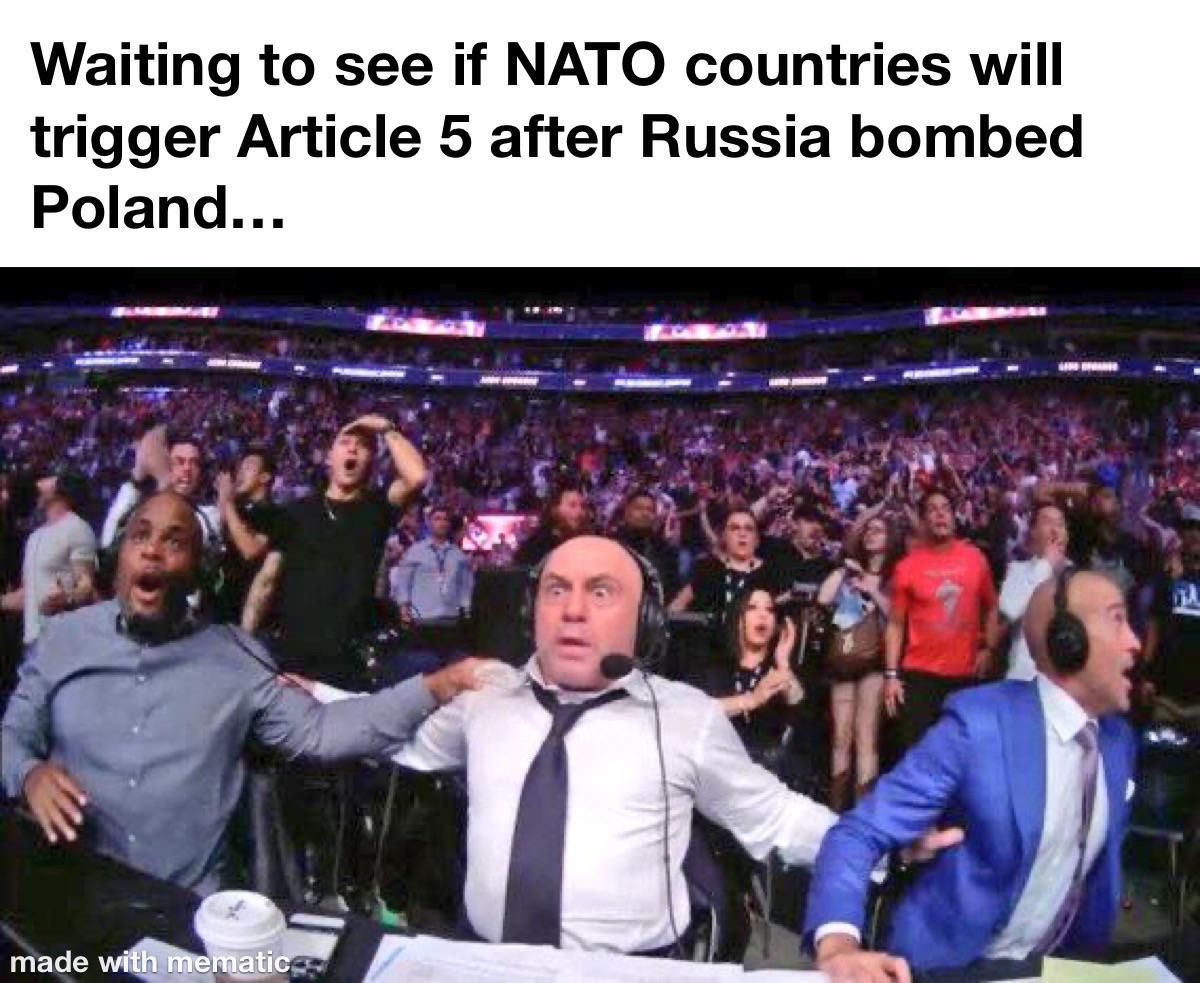 Waiting to see if NATO countries will
trigger Article 5 after Russia bombed
Poland...
made with mematic